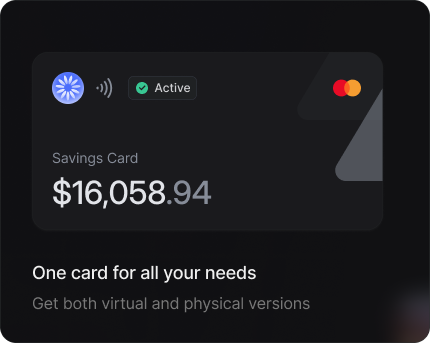 Active
Savings Card
$16,058.94
One card for all your needs
Get both virtual and physical versions